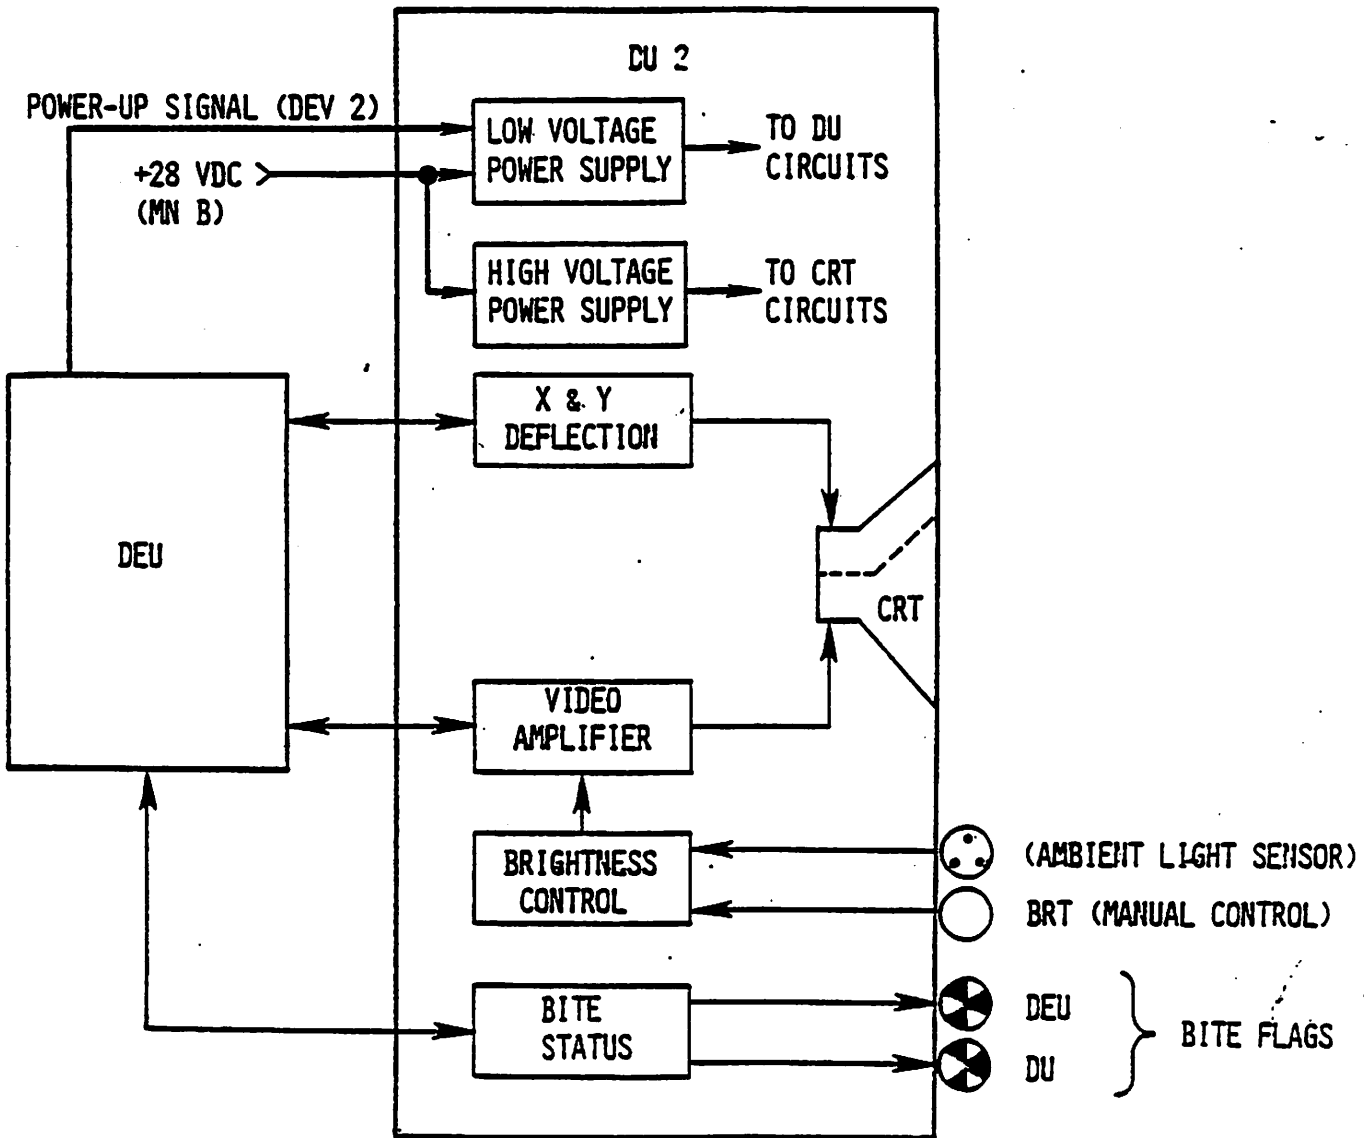 DU 2
POWER-UP SIGNAL (DEV 2)
LOW VOLTAGE
POWER SUPPLY
TO DU
CIRCUITS
+28 VDC
(MN B)
HIGH VOLTAGE
POWER SUPPLY
TO CRT
CIRCUITS
X & Y
DEFLECTION
DEU
CRT
VIDEO
AMPLIFIER
BRIGHTNESS
CONTROL
(AMBIENT LIGHT SENSOR)
BRT (MANUAL CONTROL)
BITE
STATUS
DEU
DU
BITE FLAGS